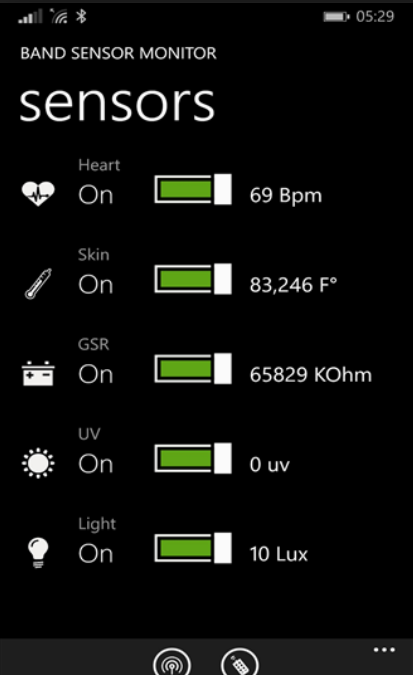 05:29
BAND SENSOR MONITOR
sensors
Heart
On
69 Bpm
Skin
On
83,246 F°
GSR
On
65829 KOhm
UV
On
0 uv
Light
On
10 Lux